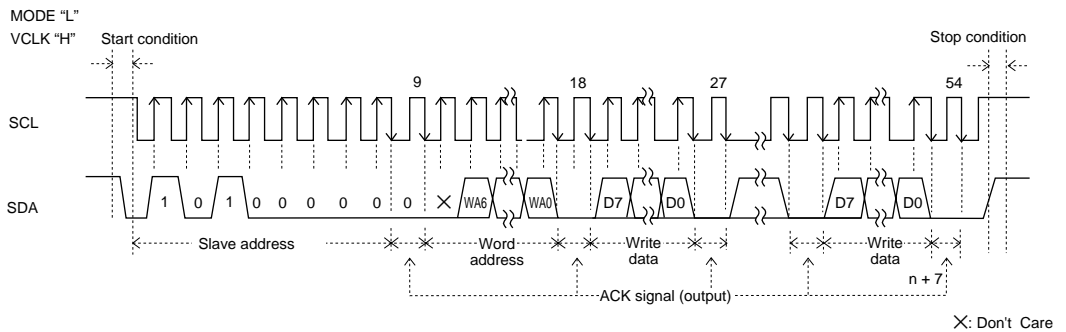 MODE “L”
VCLK “H”
Start condition
Stop condition
9
18
27
54
SCL
SDA
1 0 1 0 0 0 0 0 × WA6 WA0 D7 D0 D7 D0
Slave address
Word
address
Write
data
Write
data
n + 7
ACK signal (output)
×: Don't Care